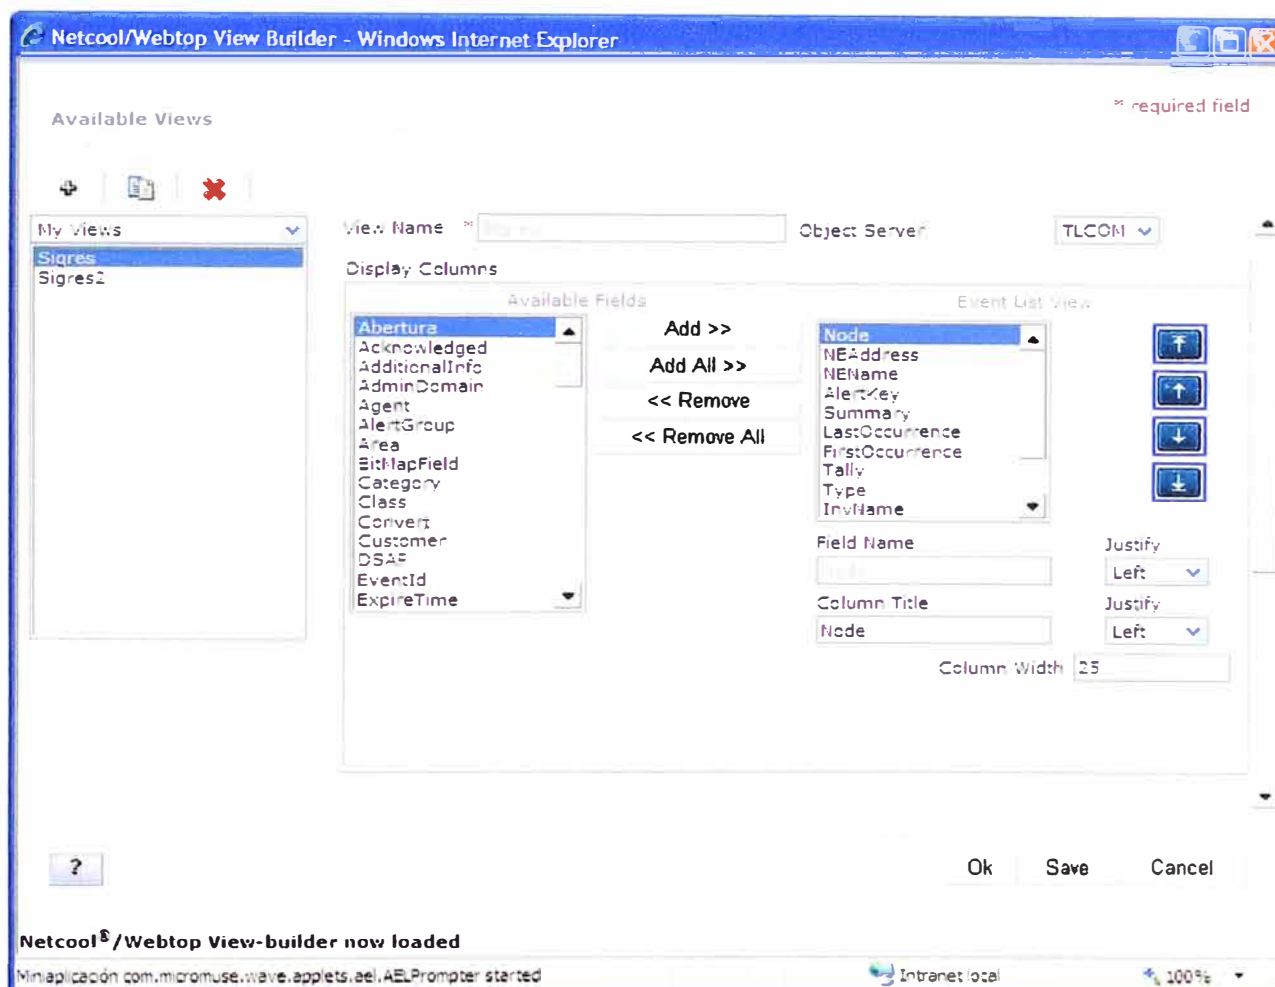 Netcool/Webtop View Builder - Windows Internet Explorer
* required field
Available Views
My Views
Sigres
Sigres2
View Name *
Object Server
TLCOM
Display Columns
Available Fields
Event List View
Abertura
Acknowledged
AdditionalInfo
AdminDomain
Agent
AlertGroup
Area
BitMapField
Category
Class
Convert
Customer
DSAP
EventId
ExpireTime
Add >>
Add All >>
<< Remove
<< Remove All
Node
NEAddress
NEName
AlertKey
Summary
LastOccurrence
FirstOccurrence
Tally
Type
InvName
Field Name
Justify
Left
Column Title
Justify
Node
Left
Column Width 25
?
Ok
Save
Cancel
Netcool®/Webtop View-builder now loaded
Miniaplicación com.micromuse.wave.applets.ael.AELPrompter started
Intranet local
100%